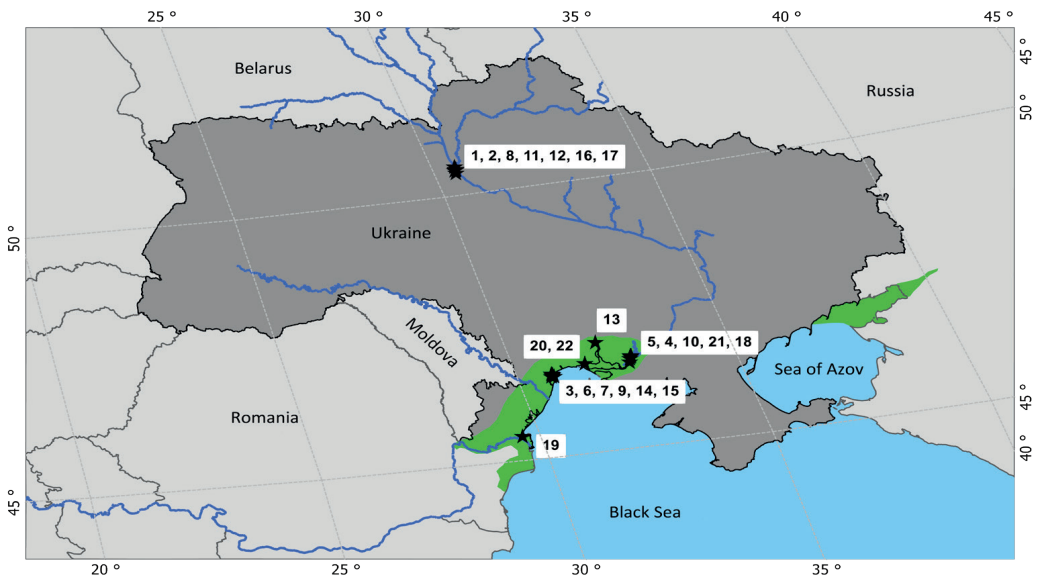 25 °
30 °
35 °
40 °
45 °
45 °
Belarus
Russia
50 °
1, 2, 8, 11, 12, 16, 17
Ukraine
50 °
13
Moldova
20, 22
5, 4, 10, 21, 18
Sea of Azov
3, 6, 7, 9, 14, 15
45 °
Romania
19
40 °
45 °
Black Sea
20 °
25 °
30 °
35 °